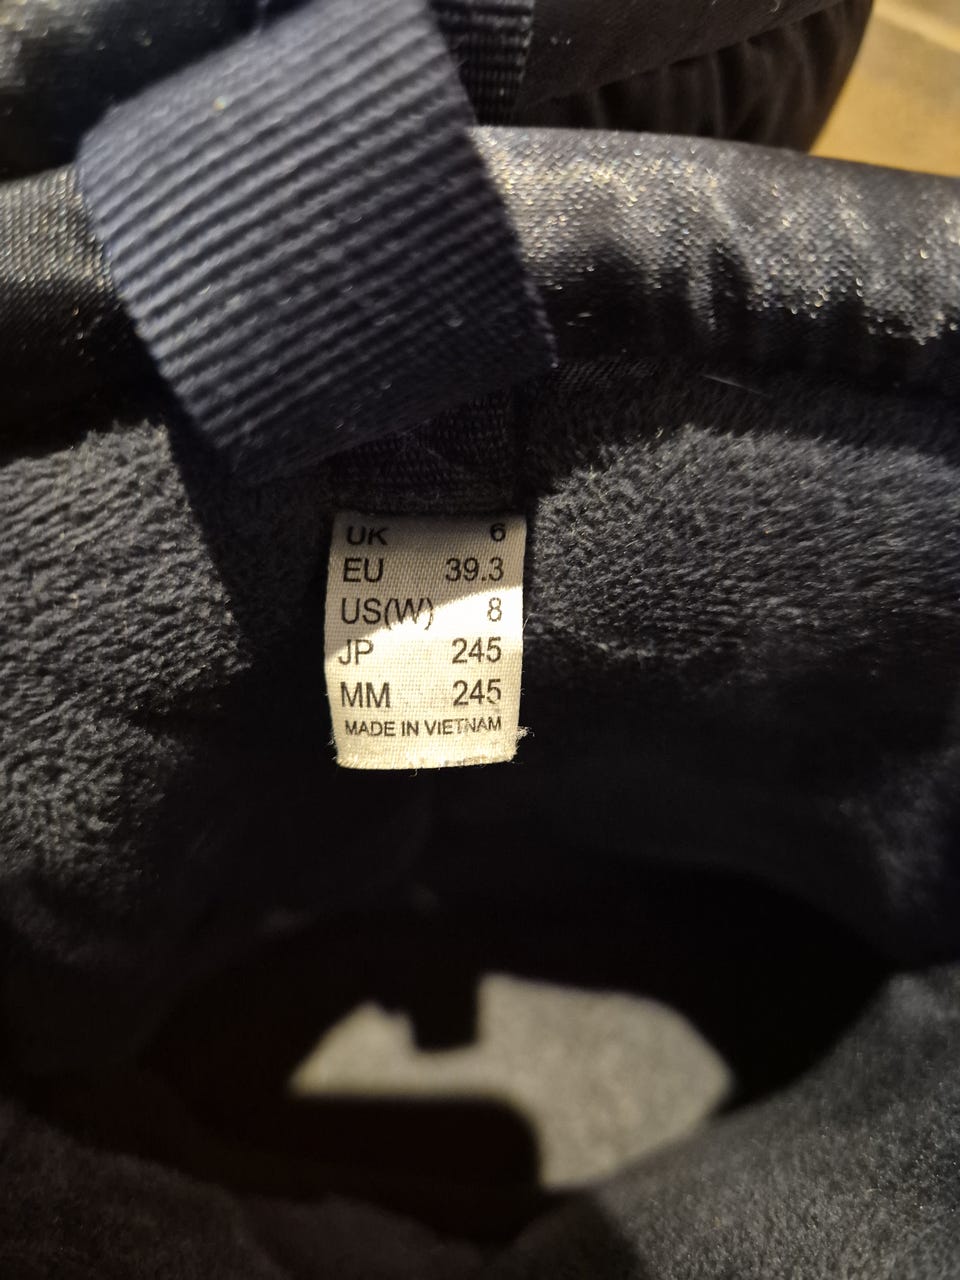 UK 6
EU 39.3
US(W) 8
JP 245
MM 245
MADE IN VIETNAM